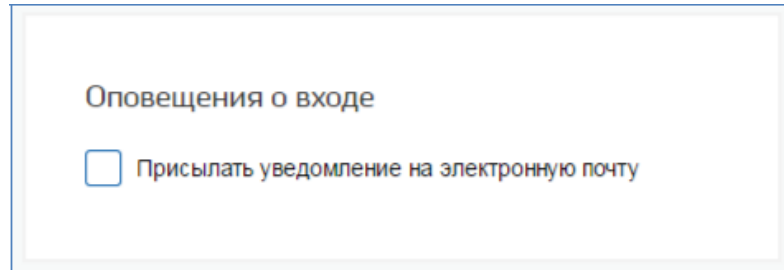 Оповещения о входе
Присылать уведомление на электронную почту